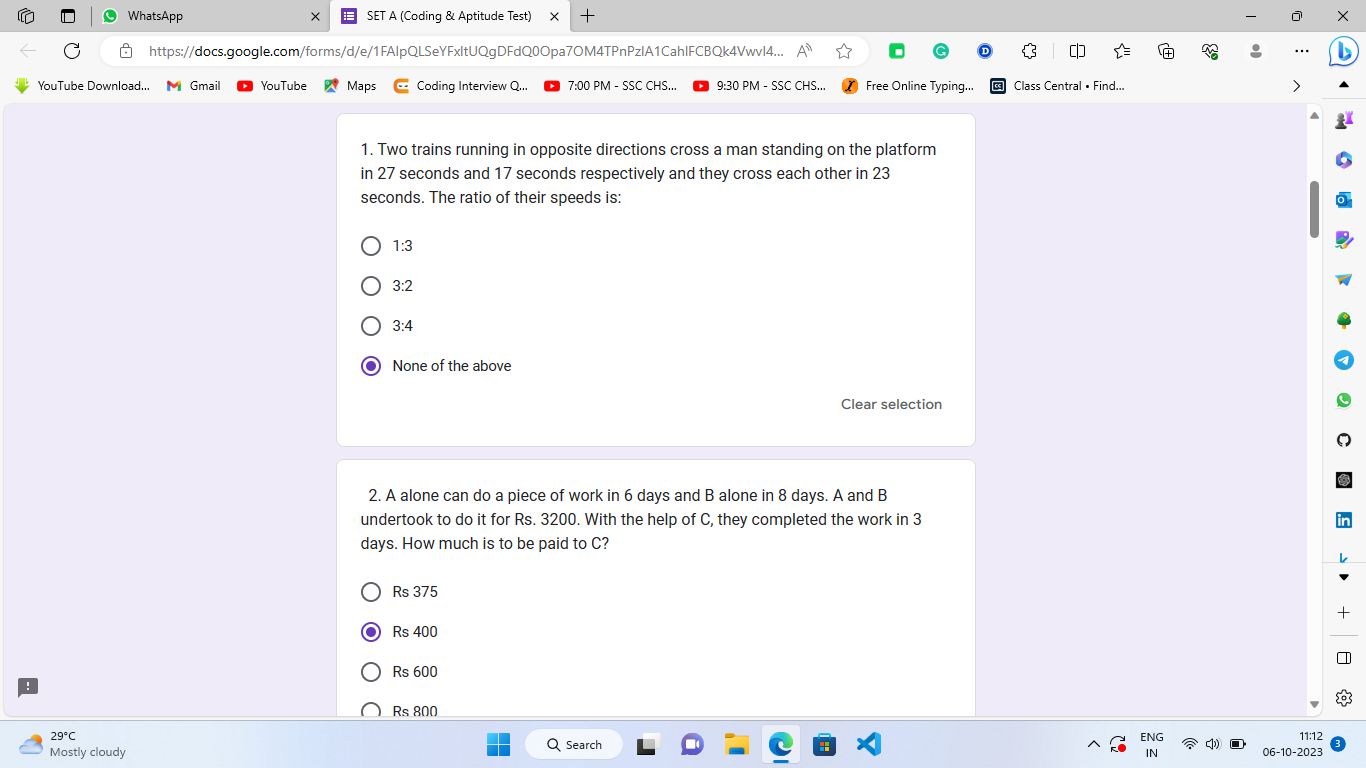 WhatsApp
SET A (Coding & Aptitude Test)
https://docs.google.com/forms/d/e/1FAIpQLSeYFxItUQgDFdQ0Opa7OM4TPnPzIA1CahlFCBQk4Vwvl4...
YouTube Download...
Gmail
YouTube
Maps
Coding Interview Q...
7:00 PM - SSC CHS...
9:30 PM - SSC CHS...
Free Online Typing...
Class Central • Find...
1. Two trains running in opposite directions cross a man standing on the platform
in 27 seconds and 17 seconds respectively and they cross each other in 23
seconds. The ratio of their speeds is:
1:3
3:2
3:4
None of the above
Clear selection
2. A alone can do a piece of work in 6 days and B alone in 8 days. A and B
undertook to do it for Rs. 3200. With the help of C, they completed the work in 3
days. How much is to be paid to C?
Rs 375
Rs 400
Rs 600
Rs 800
29°C
Mostly cloudy
Search
ENG
IN
11:12
06-10-2023
3